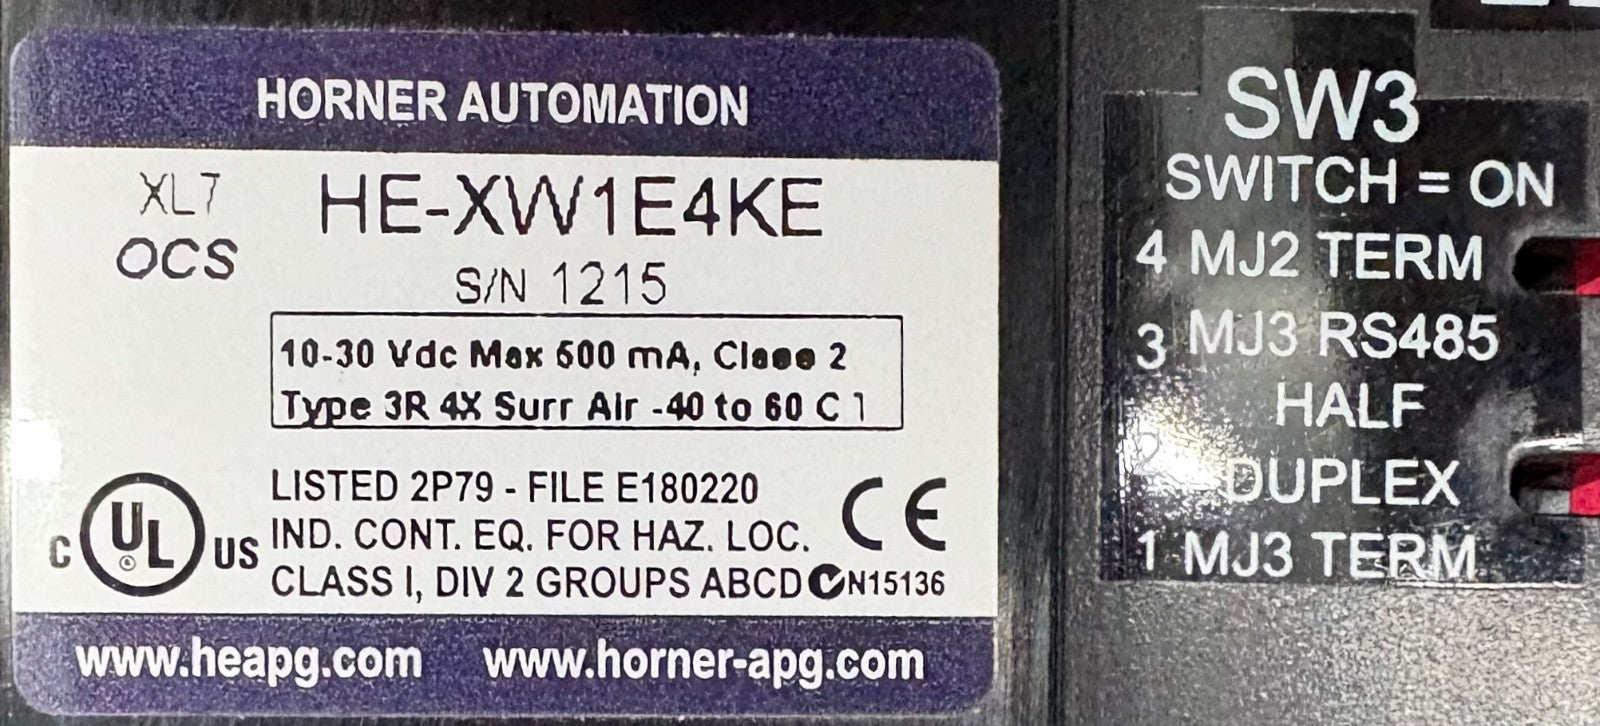 HORNER AUTOMATION
XL7
OCS
HE-XW1E4KE
S/N 1215
10-30 Vdc Max 600 mA, Class 2
Type 3R 4X Surr Air -40 to 60 C 1
C UL US
LISTED 2P79 - FILE E180220
IND. CONT. EQ. FOR HAZ. LOC.
CLASS I, DIV 2 GROUPS ABCD
CE
N15136
www.heapg.com www.horner-apg.com
SW3
SWITCH = ON
4 MJ2 TERM
3 MJ3 RS485
HALF
2 DUPLEX
1 MJ3 TERM